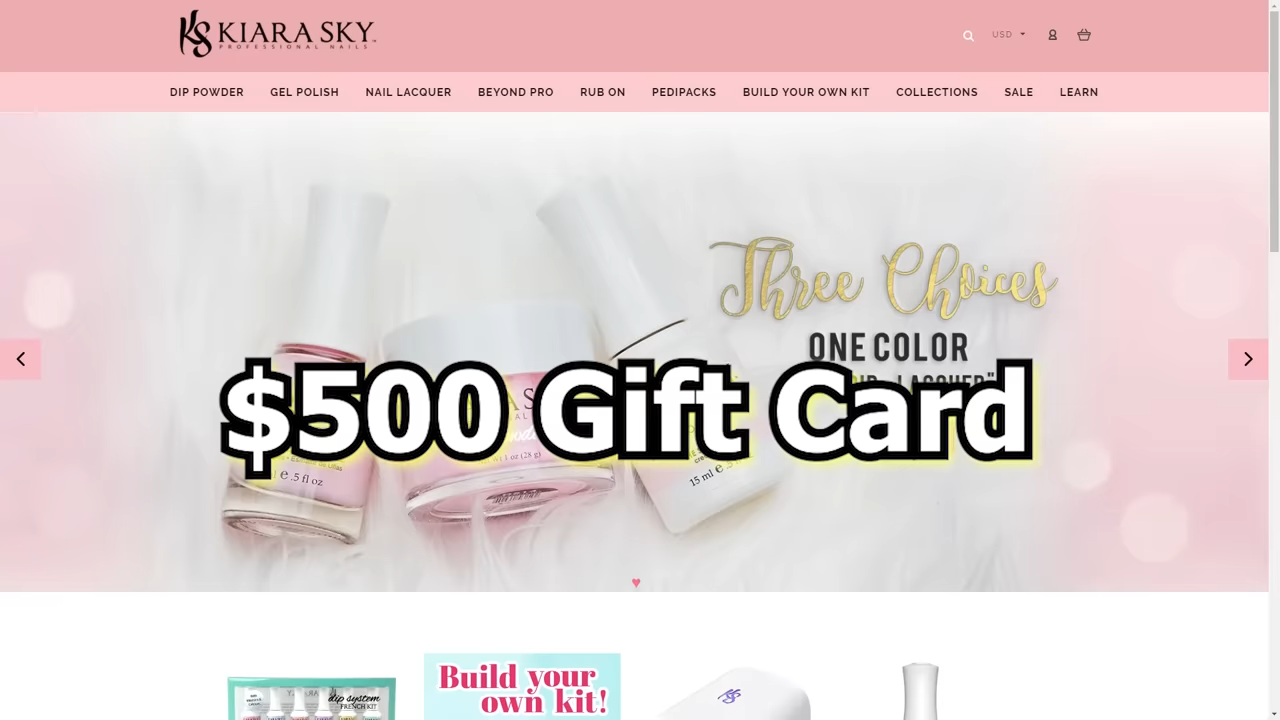 KS KIARA SKY
PROFESSIONAL NAILS
USD
DIP POWDER GEL POLISH NAIL LACQUER BEYOND PRO RUB ON PEDIPACKS BUILD YOUR OWN KIT COLLECTIONS SALE LEARN
Three Choices
ONE COLOR
$500 Gift Card
.5 fl oz
15 ml e .5
Build your
own kit!
dip system
FRENCH KIT